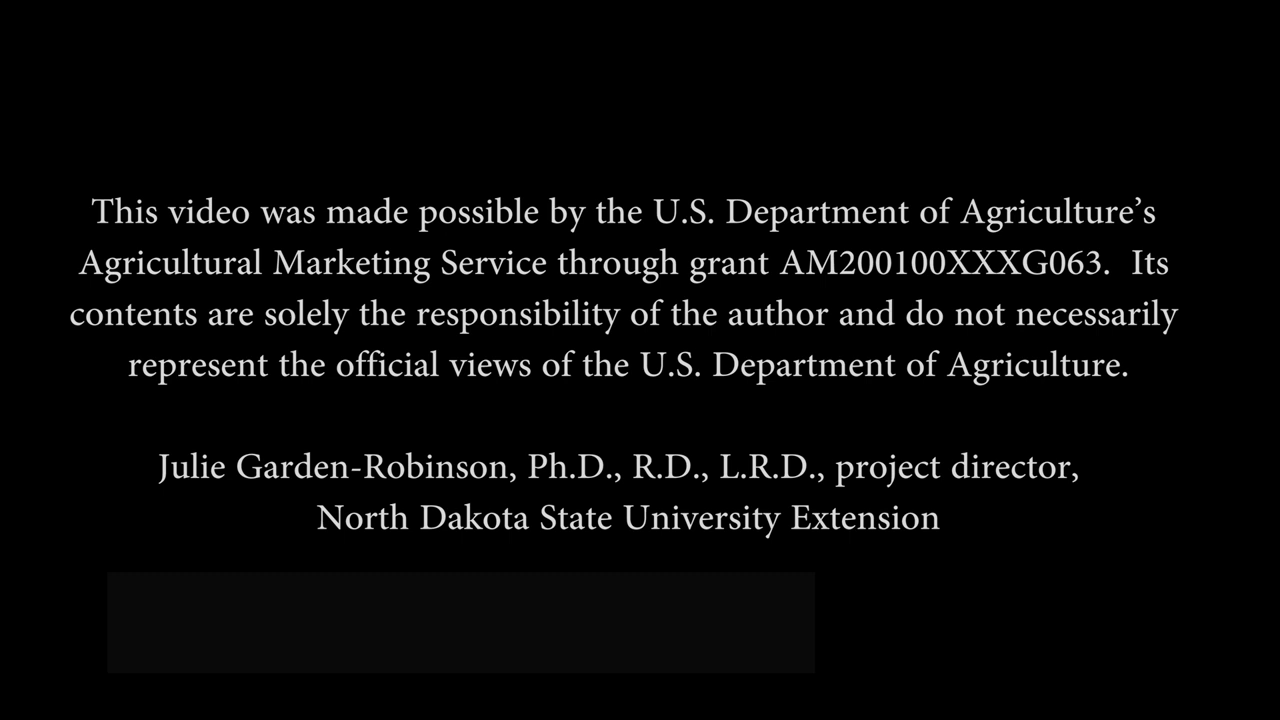 This video was made possible by the U.S. Department of Agriculture’s
Agricultural Marketing Service through grant AM200100XXXG063.  Its
contents are solely the responsibility of the author and do not necessarily
represent the official views of the U.S. Department of Agriculture.
Julie Garden-Robinson, Ph.D., R.D., L.R.D., project director,
North Dakota State University Extension